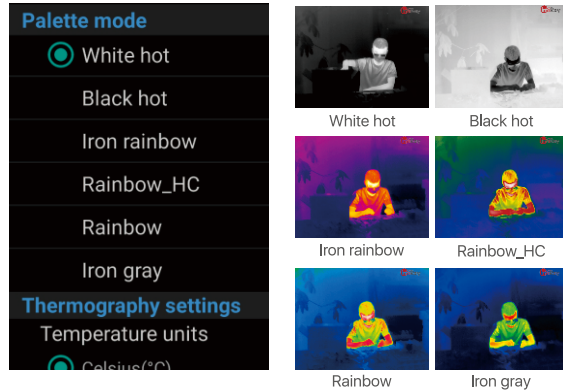 Palette mode
White hot
Black hot
Iron rainbow
Rainbow_HC
Rainbow
Iron gray
Thermography settings
Temperature units
Celsius(°C)
White hot
Black hot
Iron rainbow
Rainbow_HC
Rainbow
Iron gray